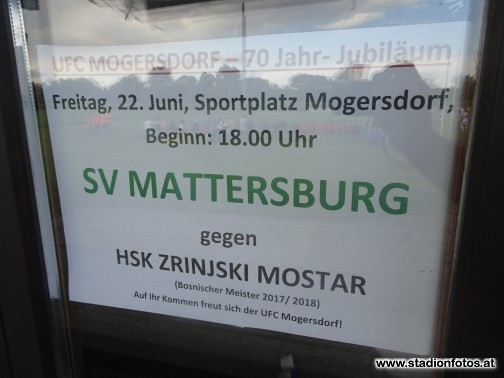 UFC MOGERSDORF – 70 Jahr- Jubiläum
Freitag, 22. Juni, Sportplatz Mogersdorf,
Beginn: 18.00 Uhr
SV MATTERSBURG
gegen
HSK ZRINJSKI MOSTAR
(Bosnischer Meister 2017/ 2018)
Auf Ihr Kommen freut sich der UFC Mogersdorf!
www.stadionfotos.at